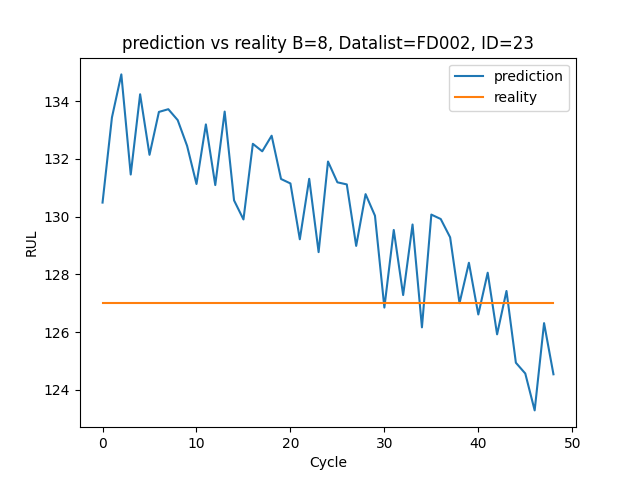 prediction vs reality B=8, Datalist=FD002, ID=23
prediction
reality
134
132
130
128
126
124
RUL
0 10 20 30 40 50
Cycle